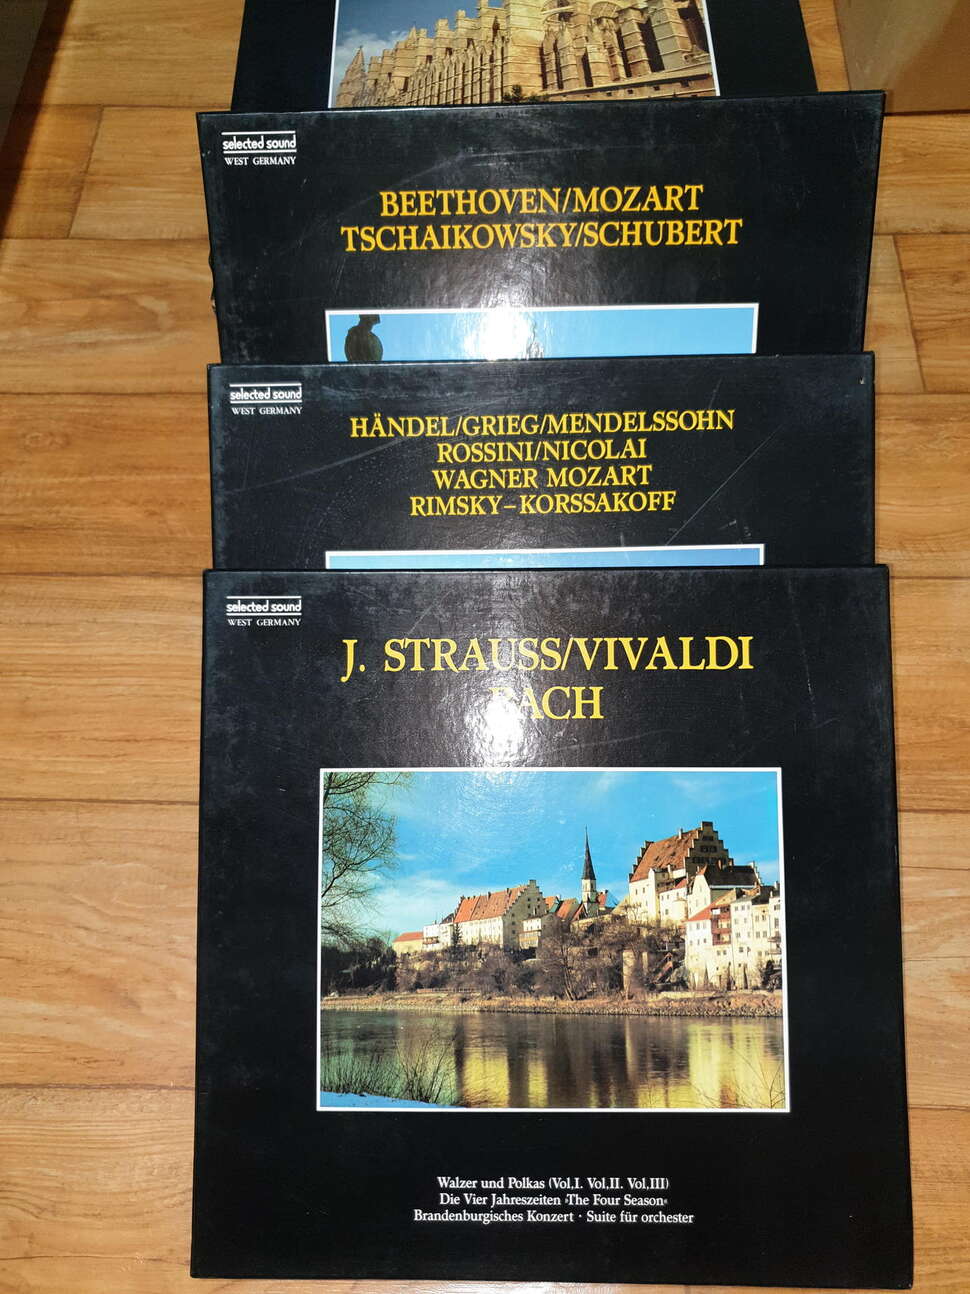 selected sound
WEST GERMANY
BEETHOVEN/MOZART
TSCHAIKOWSKY/SCHUBERT
selected sound
WEST GERMANY
HÄNDEL/GRIEG/MENDELSSOHN
ROSSINI/NICOLAI
WAGNER MOZART
RIMSKY-KORSSAKOFF
selected sound
WEST GERMANY
J. STRAUSS/VIVALDI
BACH
Walzer und Polkas (Vol,I. Vol,II. Vol,III)
Die Vier Jahreszeiten »The Four Season«
Brandenburgisches Konzert · Suite für orchester